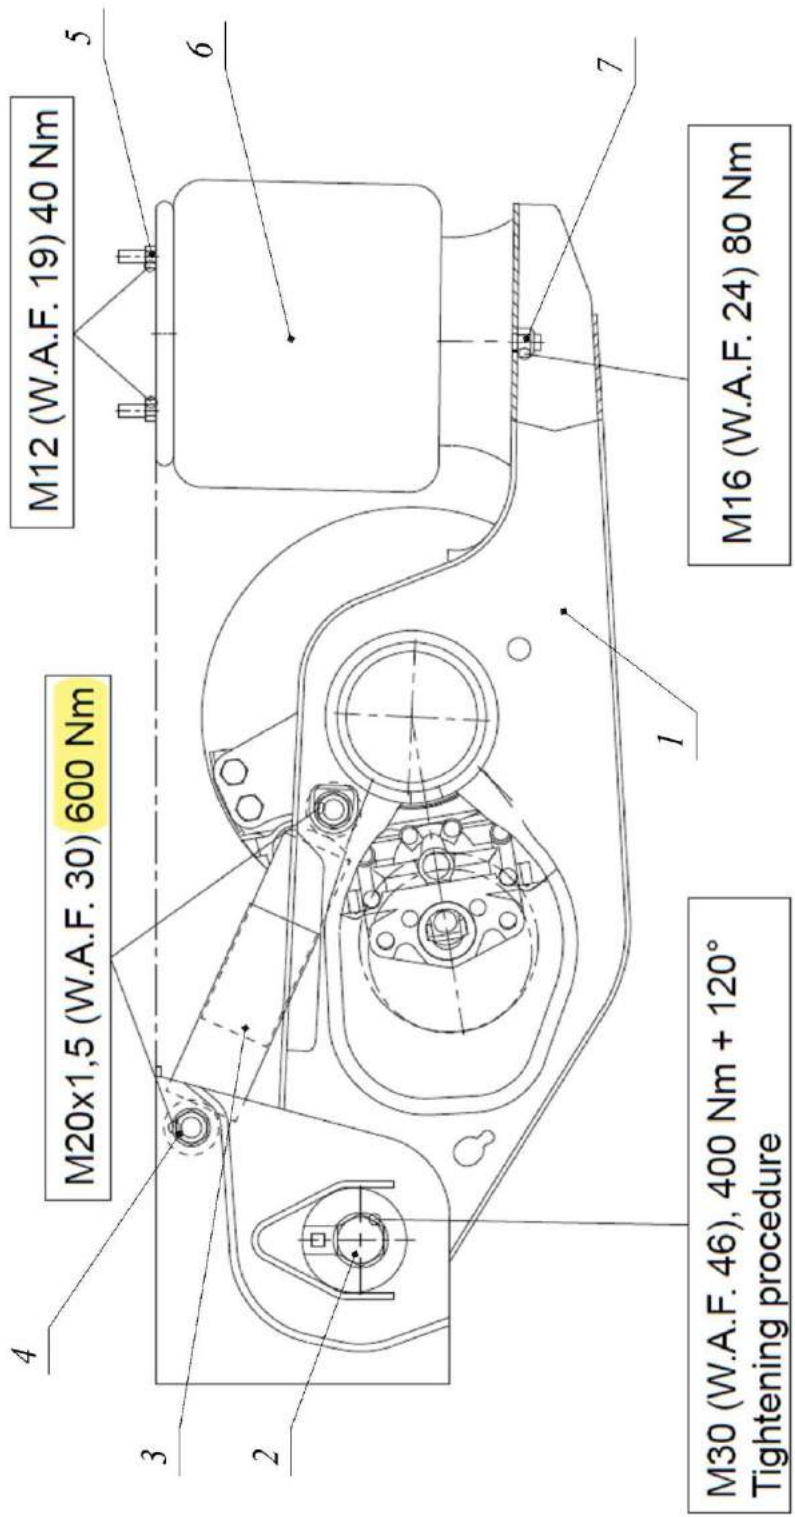 M20x1,5 (W.A.F. 30) 600 Nm
M12 (W.A.F. 19) 40 Nm
4
5
6
3
2
1
7
M30 (W.A.F. 46), 400 Nm + 120°
Tightening procedure
M16 (W.A.F. 24) 80 Nm